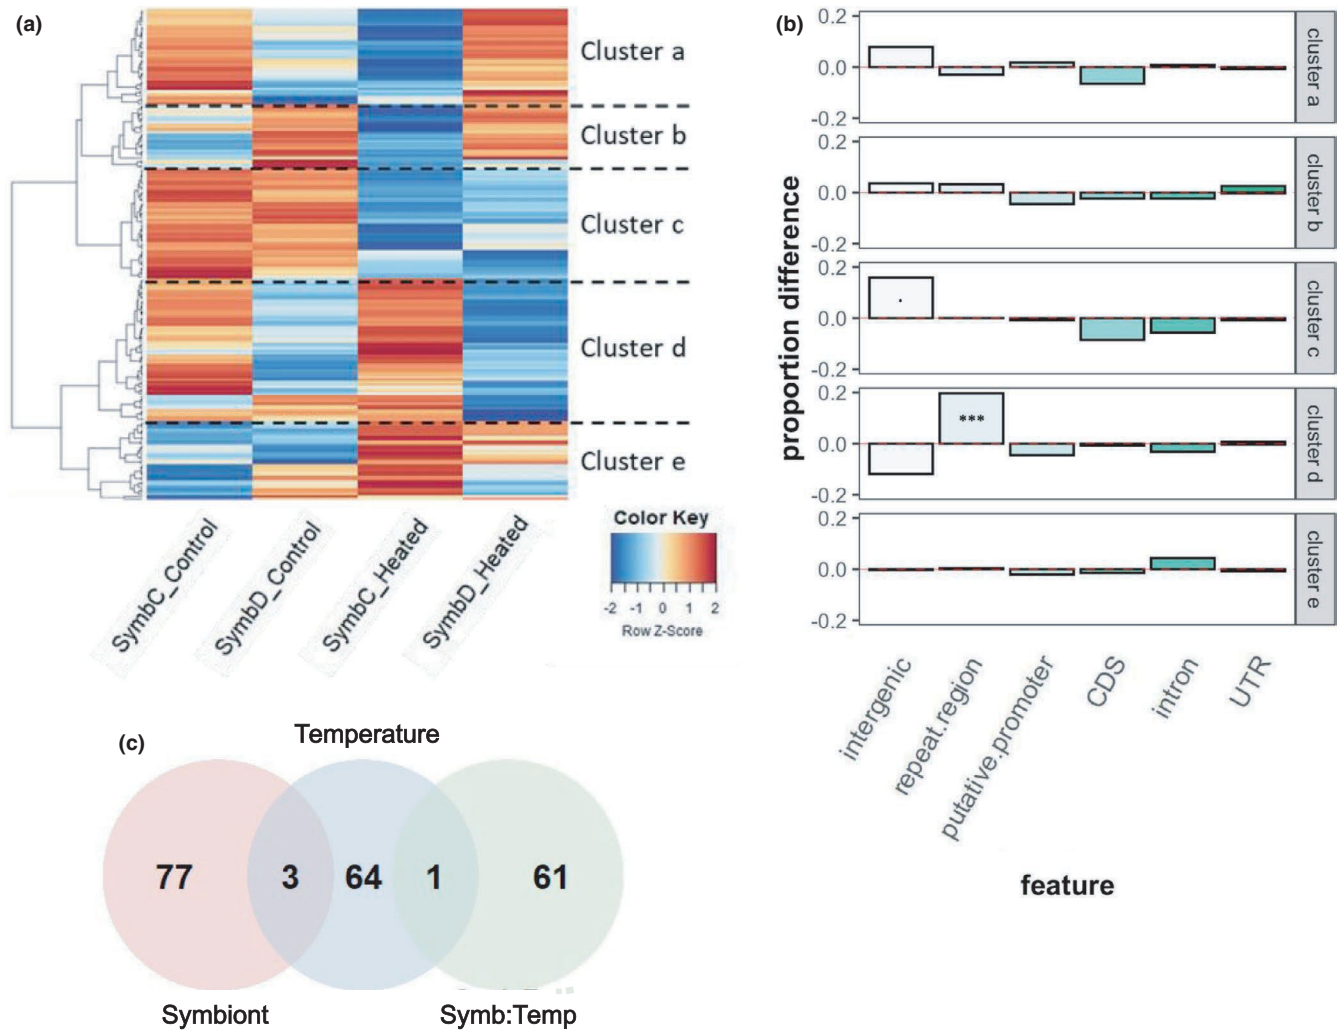 (a)
Cluster a
Cluster b
Cluster c
Cluster d
Cluster e
SymbC_Control
SymbD_Control
SymbC_Heated
SymbD_Heated
Color Key
-2 -1 0 1 2
Row Z-Score
(b)
proportion difference
0.2
0.0
-0.2
cluster a
0.2
0.0
-0.2
cluster b
0.2
0.0
-0.2
.
cluster c
0.2
0.0
-0.2
***
cluster d
0.2
0.0
-0.2
cluster e
intergenic
repeat.region
putative.promoter
CDS
intron
UTR
feature
(c)
Temperature
77 3 64 1 61
Symbiont
Symb:Temp